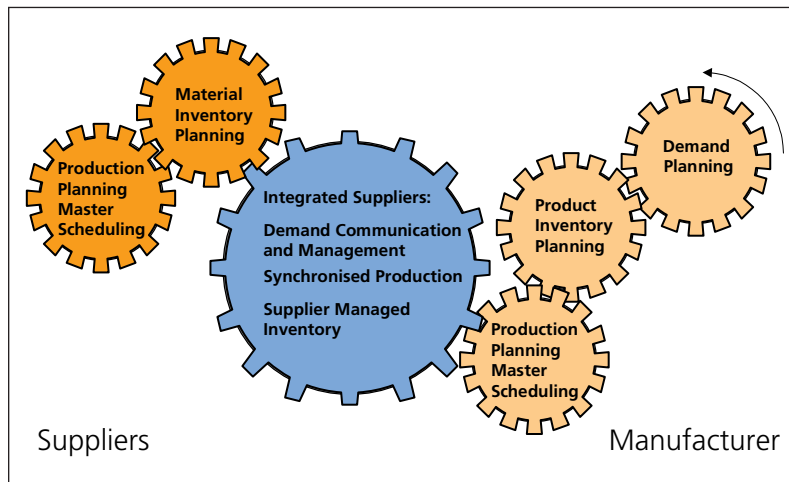 Material
Inventory
Planning
Production
Planning
Master
Scheduling
Integrated Suppliers:
Demand Communication
and Management
Synchronised Production
Supplier Managed
Inventory
Demand
Planning
Product
Inventory
Planning
Production
Planning
Master
Scheduling
Suppliers
Manufacturer